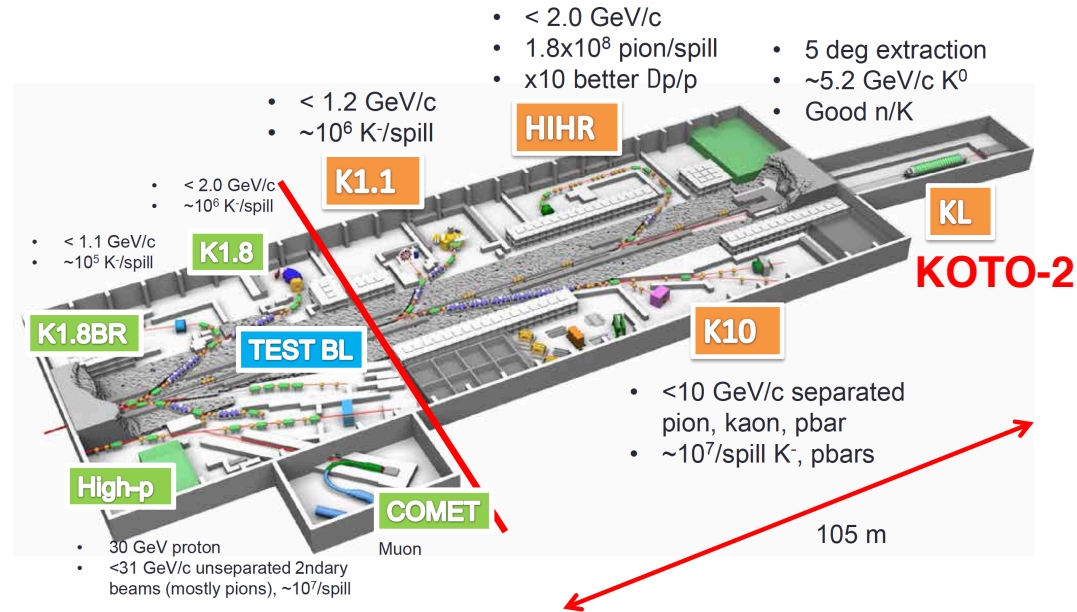 • < 2.0 GeV/c
• 1.8x10⁸ pion/spill
• x10 better Dp/p
• 5 deg extraction
• ~5.2 GeV/c K⁰
• Good n/K
• < 1.2 GeV/c
• ~10⁶ K⁻/spill
HIHR
K1.1
KL
• < 2.0 GeV/c
• ~10⁶ K⁻/spill
K1.8
• < 1.1 GeV/c
• ~10⁵ K⁻/spill
KOTO-2
K1.8BR
TEST BL
K10
• <10 GeV/c separated
pion, kaon, pbar
• ~10⁷/spill K⁻, pbars
High-p
COMET
105 m
• 30 GeV proton
• <31 GeV/c unseparated 2ndary
beams (mostly pions), ~10⁷/spill
Muon